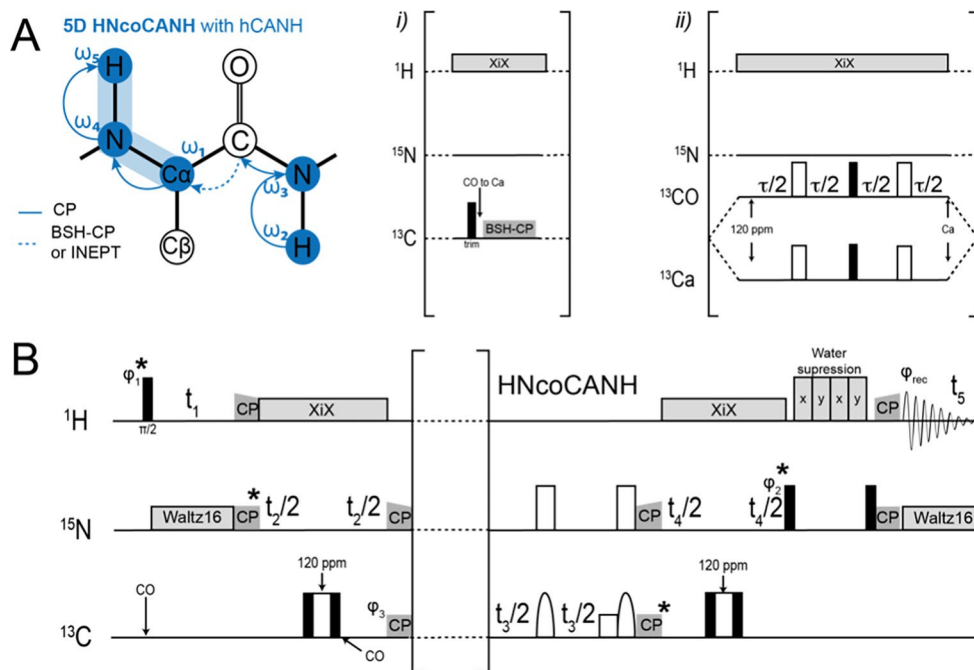 A
5D HNcoCANH with hCANH
ω₅
H
O
ω₄
N
ω₁
C
Cα
N
ω₃
Cβ
ω₂
H
CP
BSH-CP
or INEPT
i)
¹H
XiX
¹⁵N
CO to Ca
¹³C
BSH-CP
trim
ii)
¹H
XiX
¹⁵N
¹³CO
τ/2 τ/2 τ/2 τ/2
120 ppm
Ca
¹³Ca
B
HNcoCANH
Water
supression
φ₁ *
t₁
CP
XiX
XiX
x y x y
CP
φrec
t₅
¹H
π/2
Waltz16
*
CP
t₂/2
t₂/2
CP
CP
t₄/2
t₄/2
φ₂
*
CP
Waltz16
¹⁵N
CO
120 ppm
φ₃
CP
CO
t₃/2
t₃/2
CP
*
120 ppm
¹³C